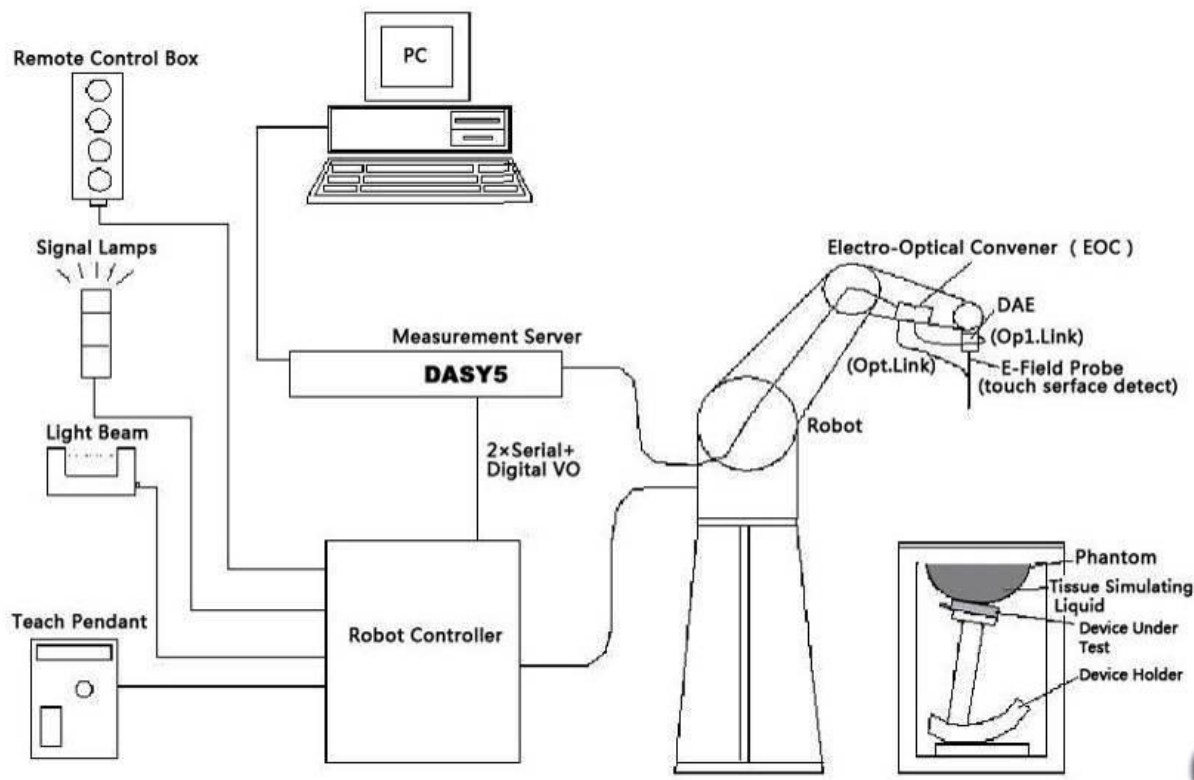 Remote Control Box
PC
Signal Lamps
Electro-Optical Convener ( EOC )
DAE
(Op1.Link)
Measurement Server
DASY5
(Opt.Link)
E-Field Probe
(touch serface detect)
Light Beam
Robot
2×Serial+
Digital VO
Phantom
Tissue Simulating
Liquid
Teach Pendant
Robot Controller
Device Under
Test
Device Holder